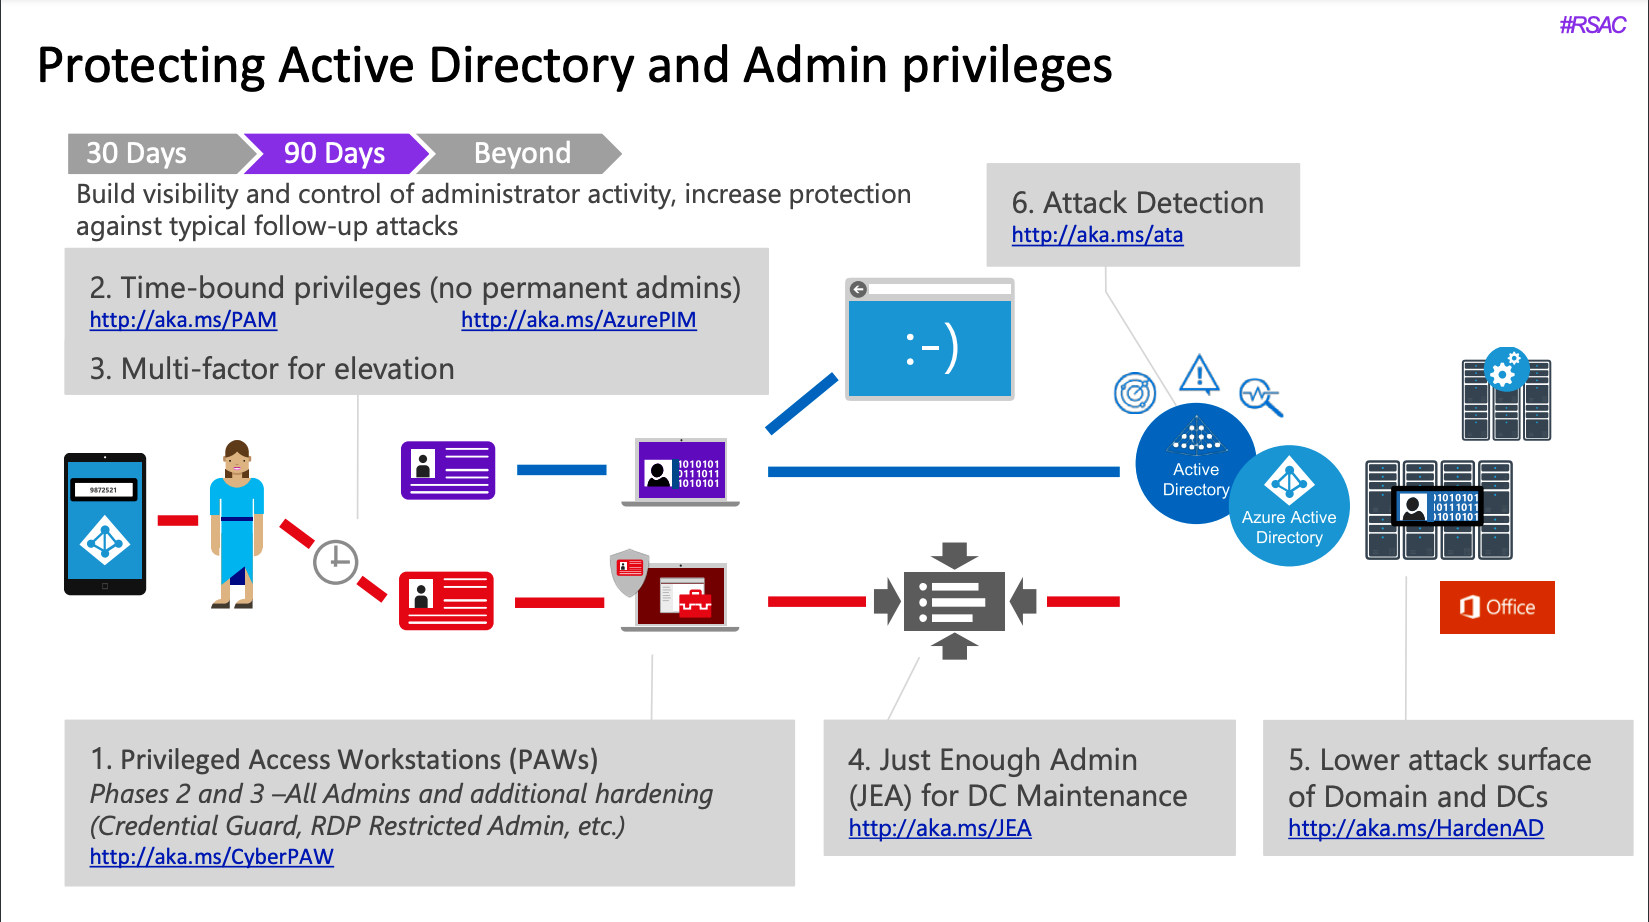 #RSAC
Protecting Active Directory and Admin privileges
30 Days
90 Days
Beyond
Build visibility and control of administrator activity, increase protection
against typical follow-up attacks
2. Time-bound privileges (no permanent admins)
http://aka.ms/PAM
http://aka.ms/AzurePIM
3. Multi-factor for elevation
6. Attack Detection
http://aka.ms/ata
:-)
9872521
1010101
0111011
1010101
Active
Directory
Azure Active
Directory
1010101
1011101
1010101
Office
1. Privileged Access Workstations (PAWs)
Phases 2 and 3 –All Admins and additional hardening
(Credential Guard, RDP Restricted Admin, etc.)
http://aka.ms/CyberPAW
4. Just Enough Admin
(JEA) for DC Maintenance
http://aka.ms/JEA
5. Lower attack surface
of Domain and DCs
http://aka.ms/HardenAD